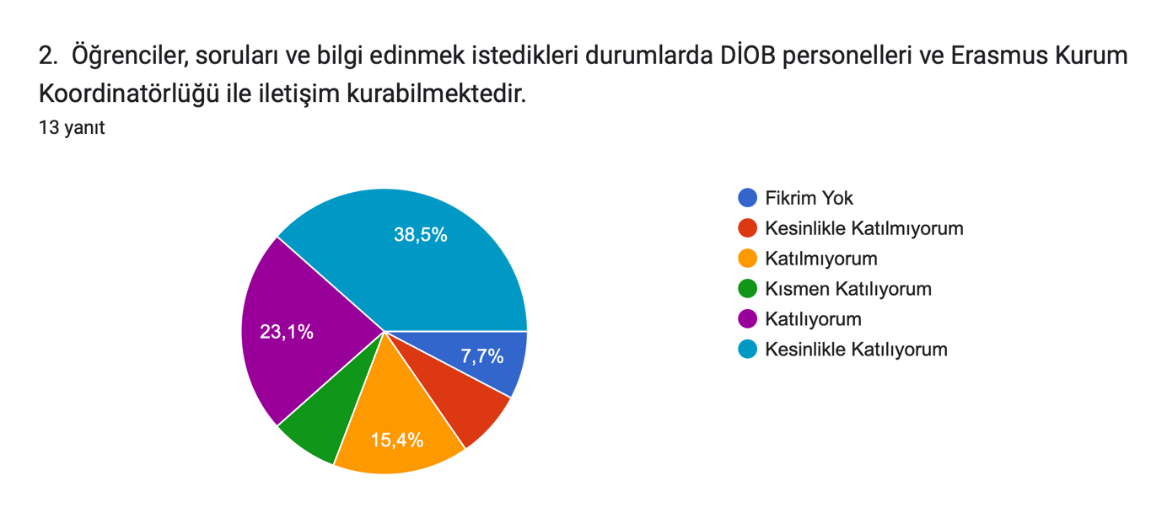 2. Öğrenciler, soruları ve bilgi edinmek istedikleri durumlarda DİOB personelleri ve Erasmus Kurum
Koordinatörlüğü ile iletişim kurabilmektedir.
13 yanıt
38,5%
23,1%
7,7%
15,4%
Fikrim Yok
Kesinlikle Katılmıyorum
Katılmıyorum
Kısmen Katılıyorum
Katılıyorum
Kesinlikle Katılıyorum